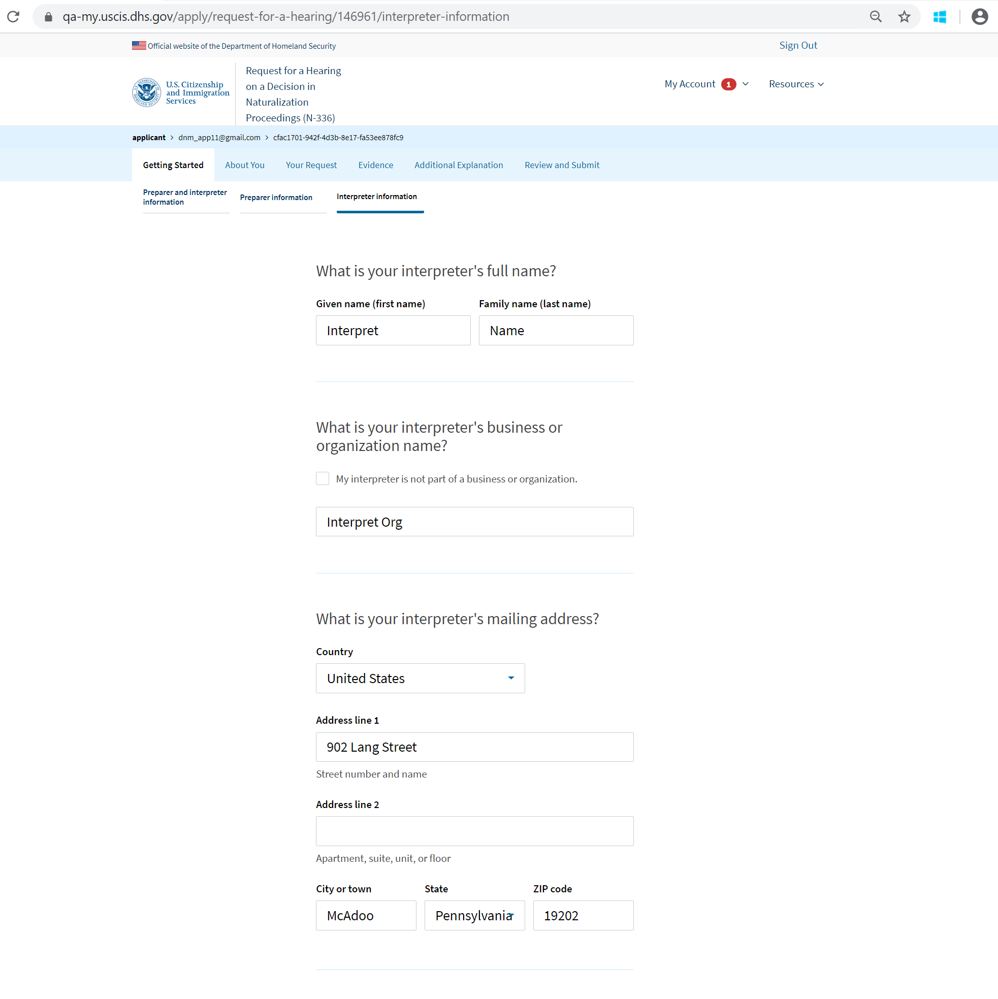 qa-my.uscis.dhs.gov/apply/request-for-a-hearing/146961/interpreter-information
Official website of the Department of Homeland Security
Sign Out
U.S. Citizenship
and Immigration
Services
Request for a Hearing
on a Decision in
Naturalization
Proceedings (N-336)
My Account 1
Resources
applicant > dnm_app11@gmail.com > cfac1701-942f-4d3b-8e17-fa53ee878fc9
Getting Started About You Your Request Evidence Additional Explanation Review and Submit
Preparer and interpreter
information
Preparer information
Interpreter information
What is your interpreter's full name?
Given name (first name) Family name (last name)
Interpret Name
What is your interpreter's business or
organization name?
My interpreter is not part of a business or organization.
Interpret Org
What is your interpreter's mailing address?
Country
United States
Address line 1
902 Lang Street
Street number and name
Address line 2
Apartment, suite, unit, or floor
City or town State ZIP code
McAdoo Pennsylvania 19202